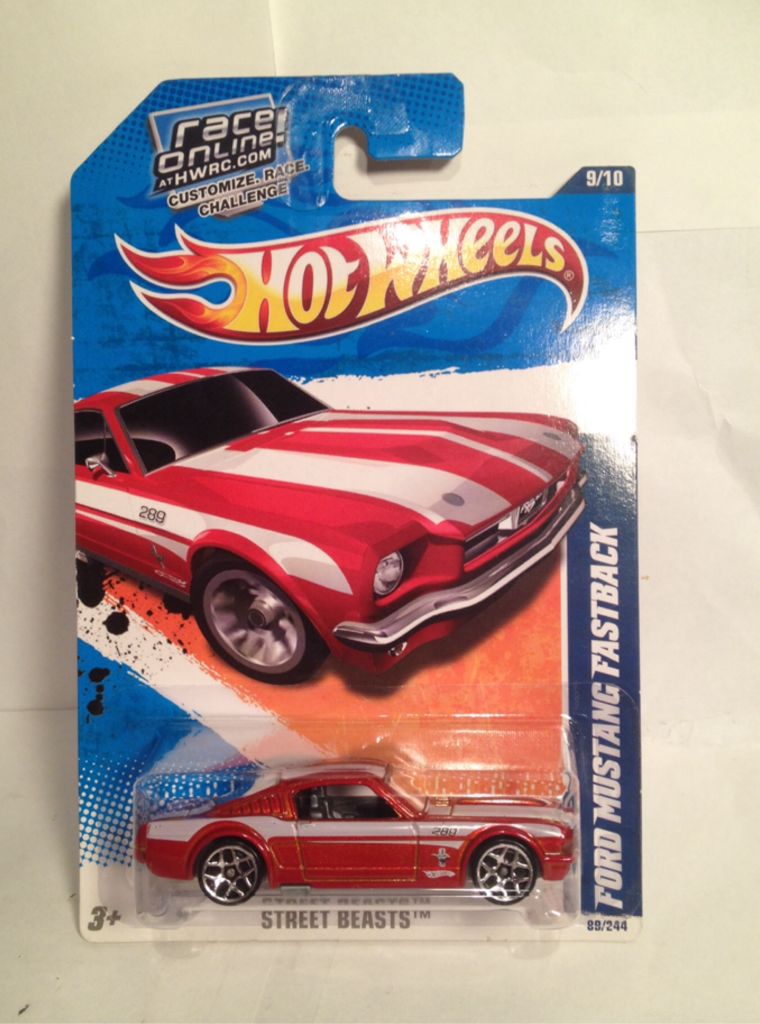 race
online!
AT HWRC.COM
CUSTOMIZE. RACE.
CHALLENGE
9/10
HOT WHEELS®
289
FORD MUSTANG FASTBACK
289
3+
STREET BEASTS™
89/244